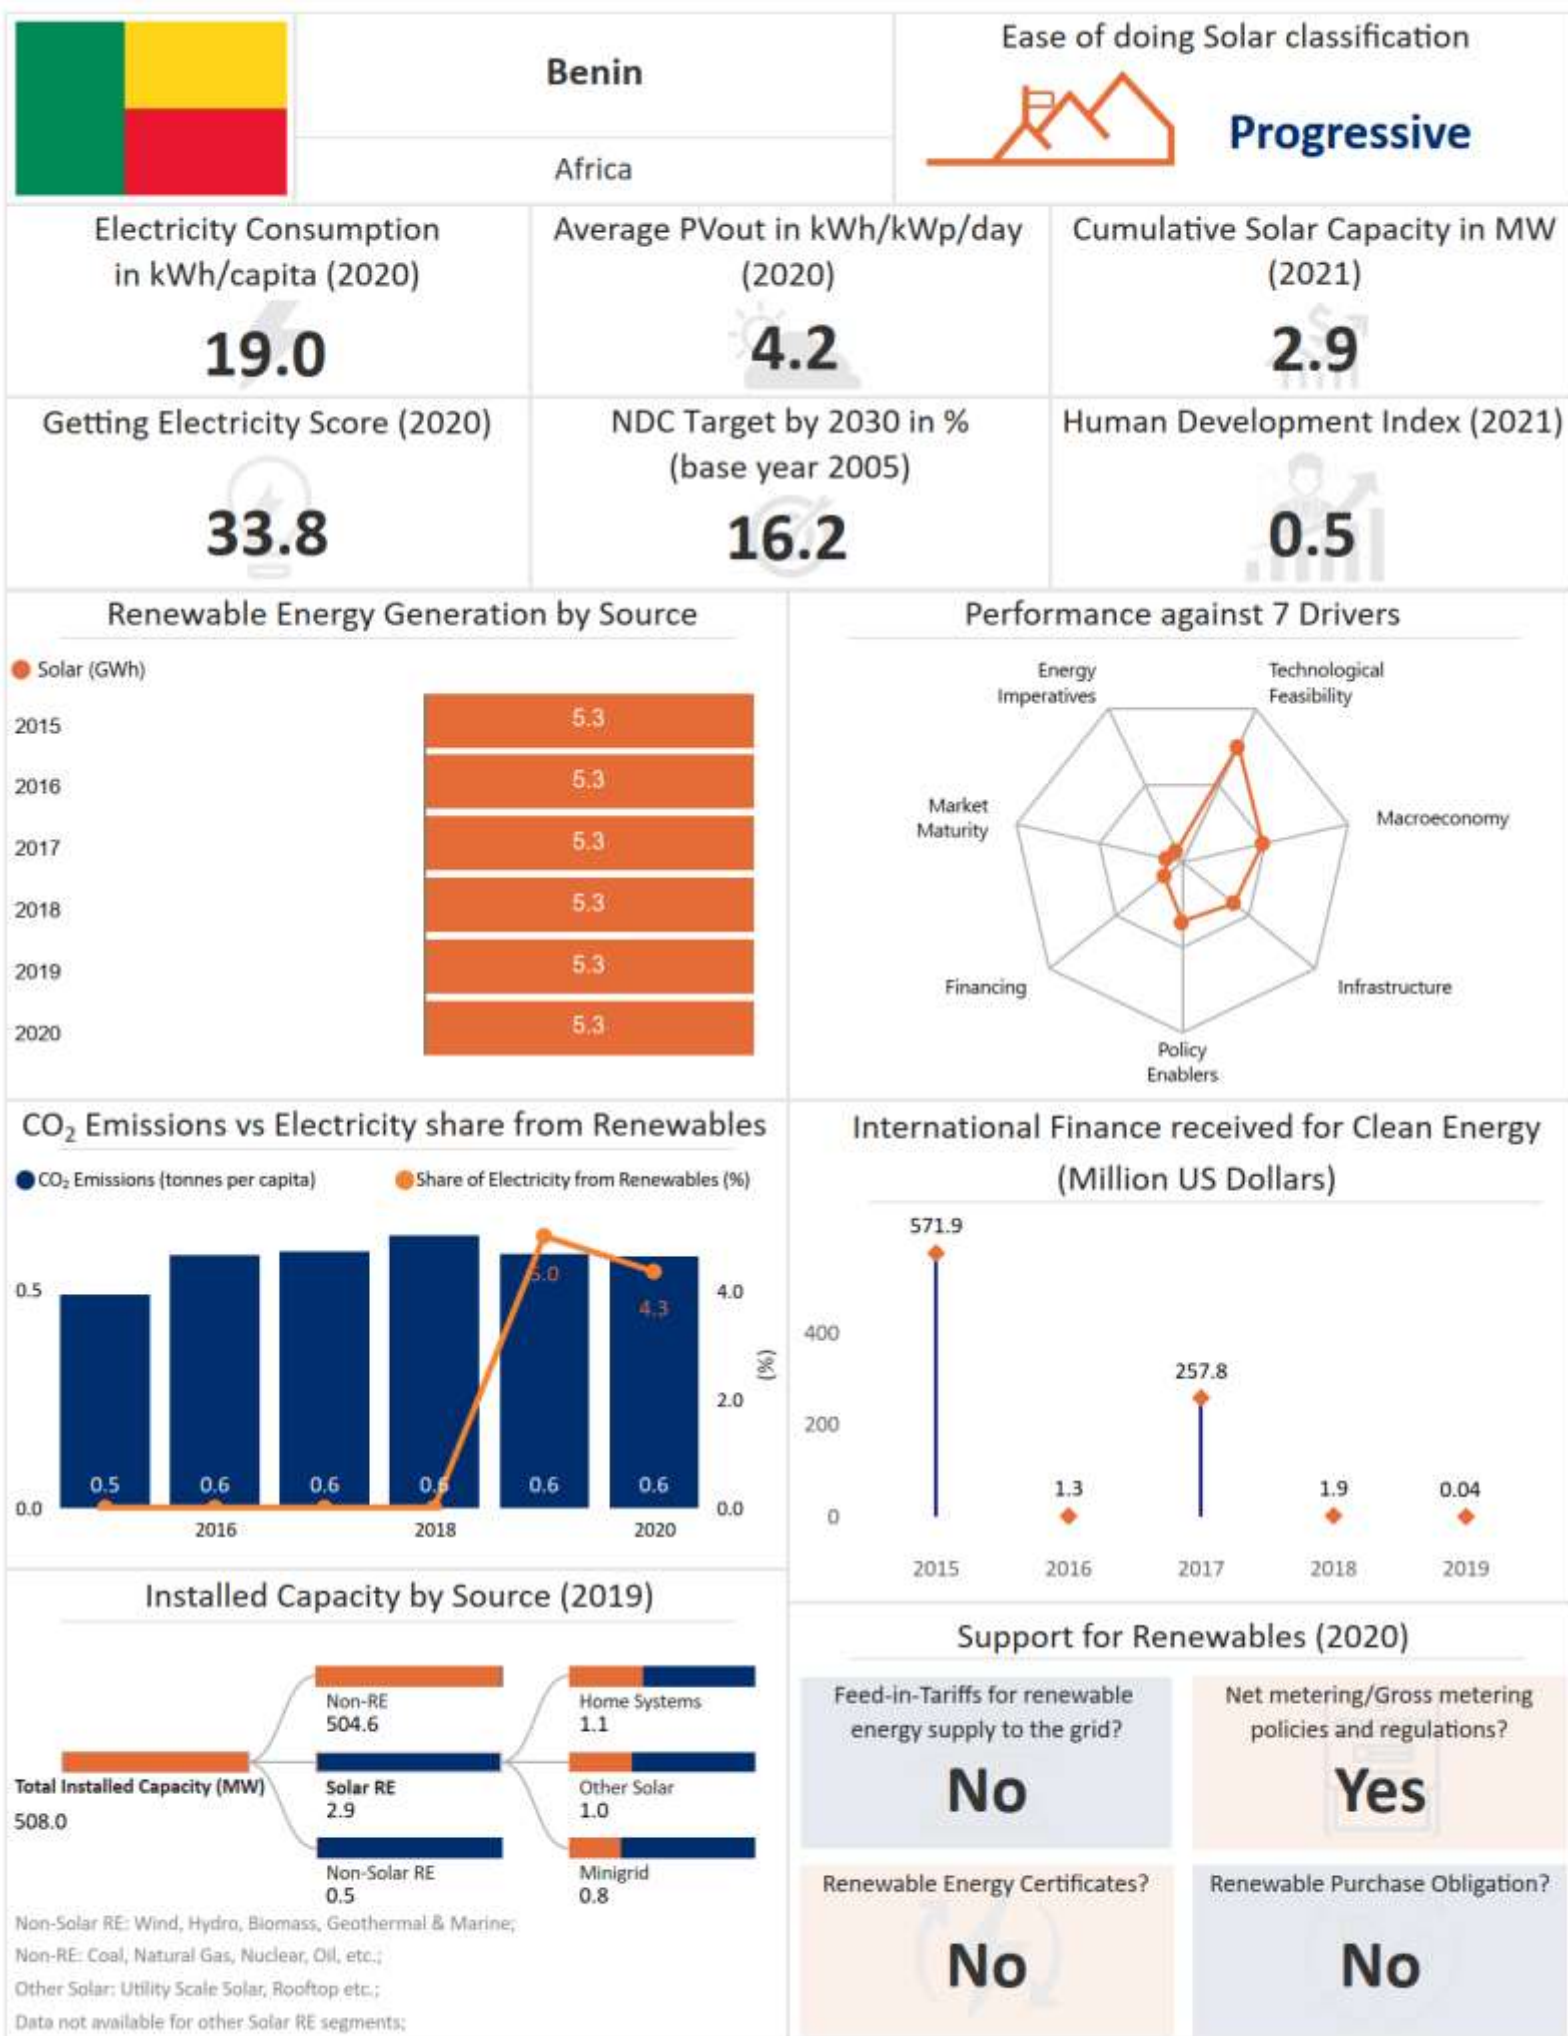 Benin
Africa
Ease of doing Solar classification
Progressive
Electricity Consumption
in kWh/capita (2020)
19.0
Average PVout in kWh/kWp/day
(2020)
4.2
Cumulative Solar Capacity in MW
(2021)
2.9
Getting Electricity Score (2020)
33.8
NDC Target by 2030 in %
(base year 2005)
16.2
Human Development Index (2021)
0.5
Renewable Energy Generation by Source
Solar (GWh)
2015 5.3
2016 5.3
2017 5.3
2018 5.3
2019 5.3
2020 5.3
Performance against 7 Drivers
Energy
Imperatives
Technological
Feasibility
Market
Maturity
Macroeconomy
Financing
Infrastructure
Policy
Enablers
CO₂ Emissions vs Electricity share from Renewables
CO₂ Emissions (tonnes per capita) Share of Electricity from Renewables (%)
5.0
0.5 4.0
4.3
(%)
2.0
0.5 0.6 0.6 0.6 0.6 0.6
0.0 0.0
2016 2018 2020
International Finance received for Clean Energy
(Million US Dollars)
571.9
400
257.8
200
1.3 1.9 0.04
0
2015 2016 2017 2018 2019
Installed Capacity by Source (2019)
Total Installed Capacity (MW)
508.0
Non-RE
504.6
Solar RE
2.9
Non-Solar RE
0.5
Home Systems
1.1
Other Solar
1.0
Minigrid
0.8
Non-Solar RE: Wind, Hydro, Biomass, Geothermal & Marine;
Non-RE: Coal, Natural Gas, Nuclear, Oil, etc.;
Other Solar: Utility Scale Solar, Rooftop etc.;
Data not available for other Solar RE segments;
Support for Renewables (2020)
Feed-in-Tariffs for renewable
energy supply to the grid?
No
Net metering/Gross metering
policies and regulations?
Yes
Renewable Energy Certificates?
No
Renewable Purchase Obligation?
No